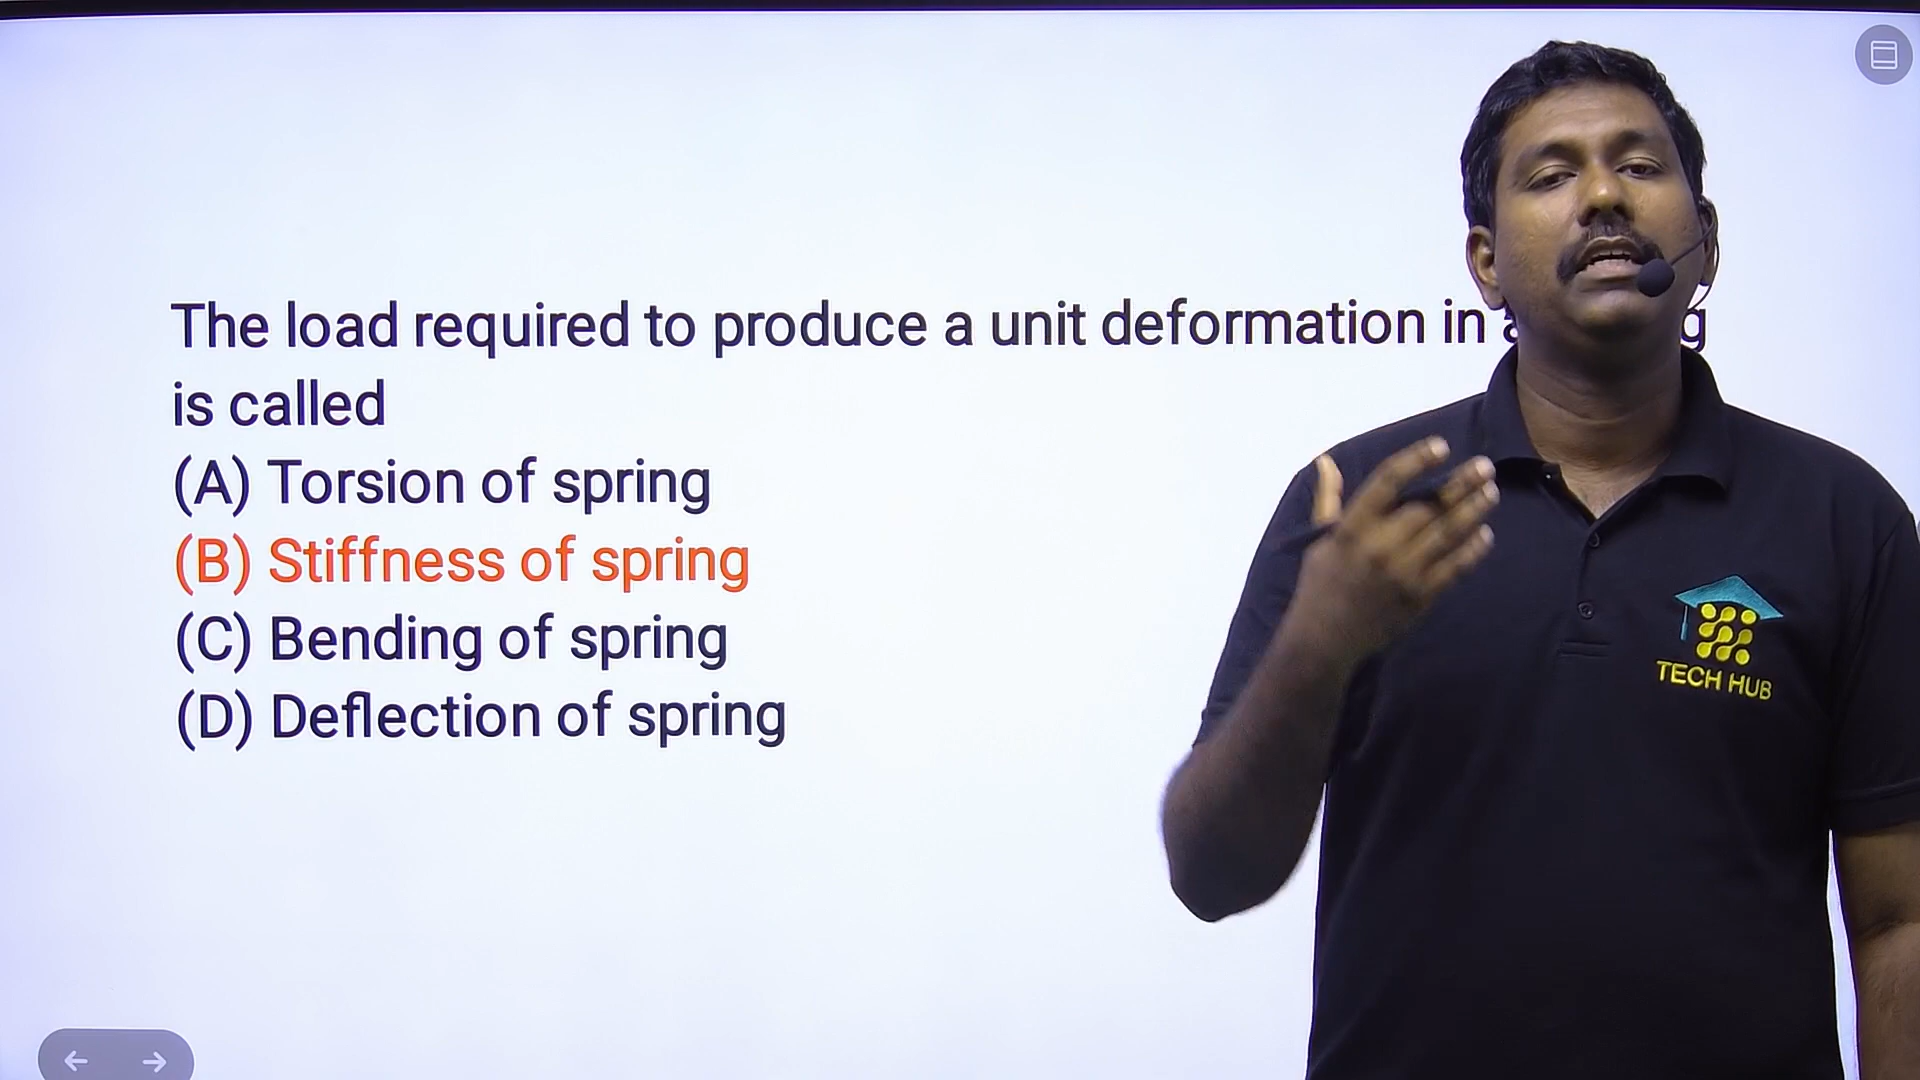 The load required to produce a unit deformation in
is called
(A) Torsion of spring
(B) Stiffness of spring
(C) Bending of spring
(D) Deflection of spring
TECH HUB